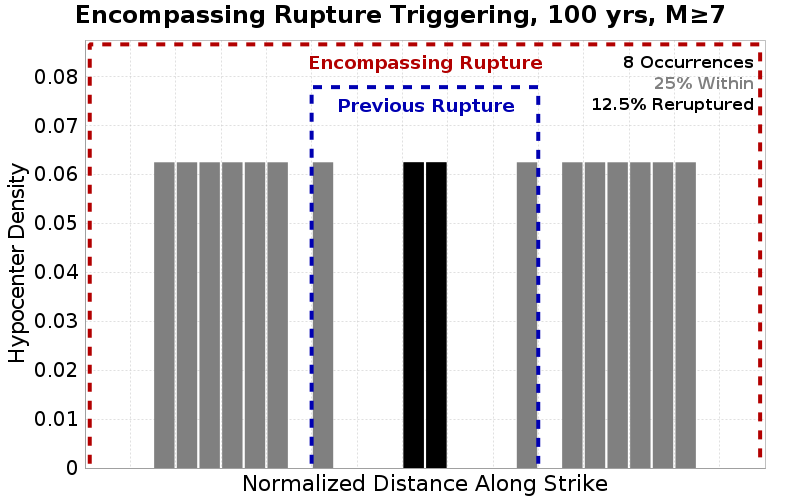 Encompassing Rupture Triggering, 100 yrs, M≥7
Encompassing Rupture
8 Occurrences
25% Within
Previous Rupture
12.5% Reruptured
Hypocenter Density
0.08
0.07
0.06
0.05
0.04
0.03
0.02
0.01
0
Normalized Distance Along Strike